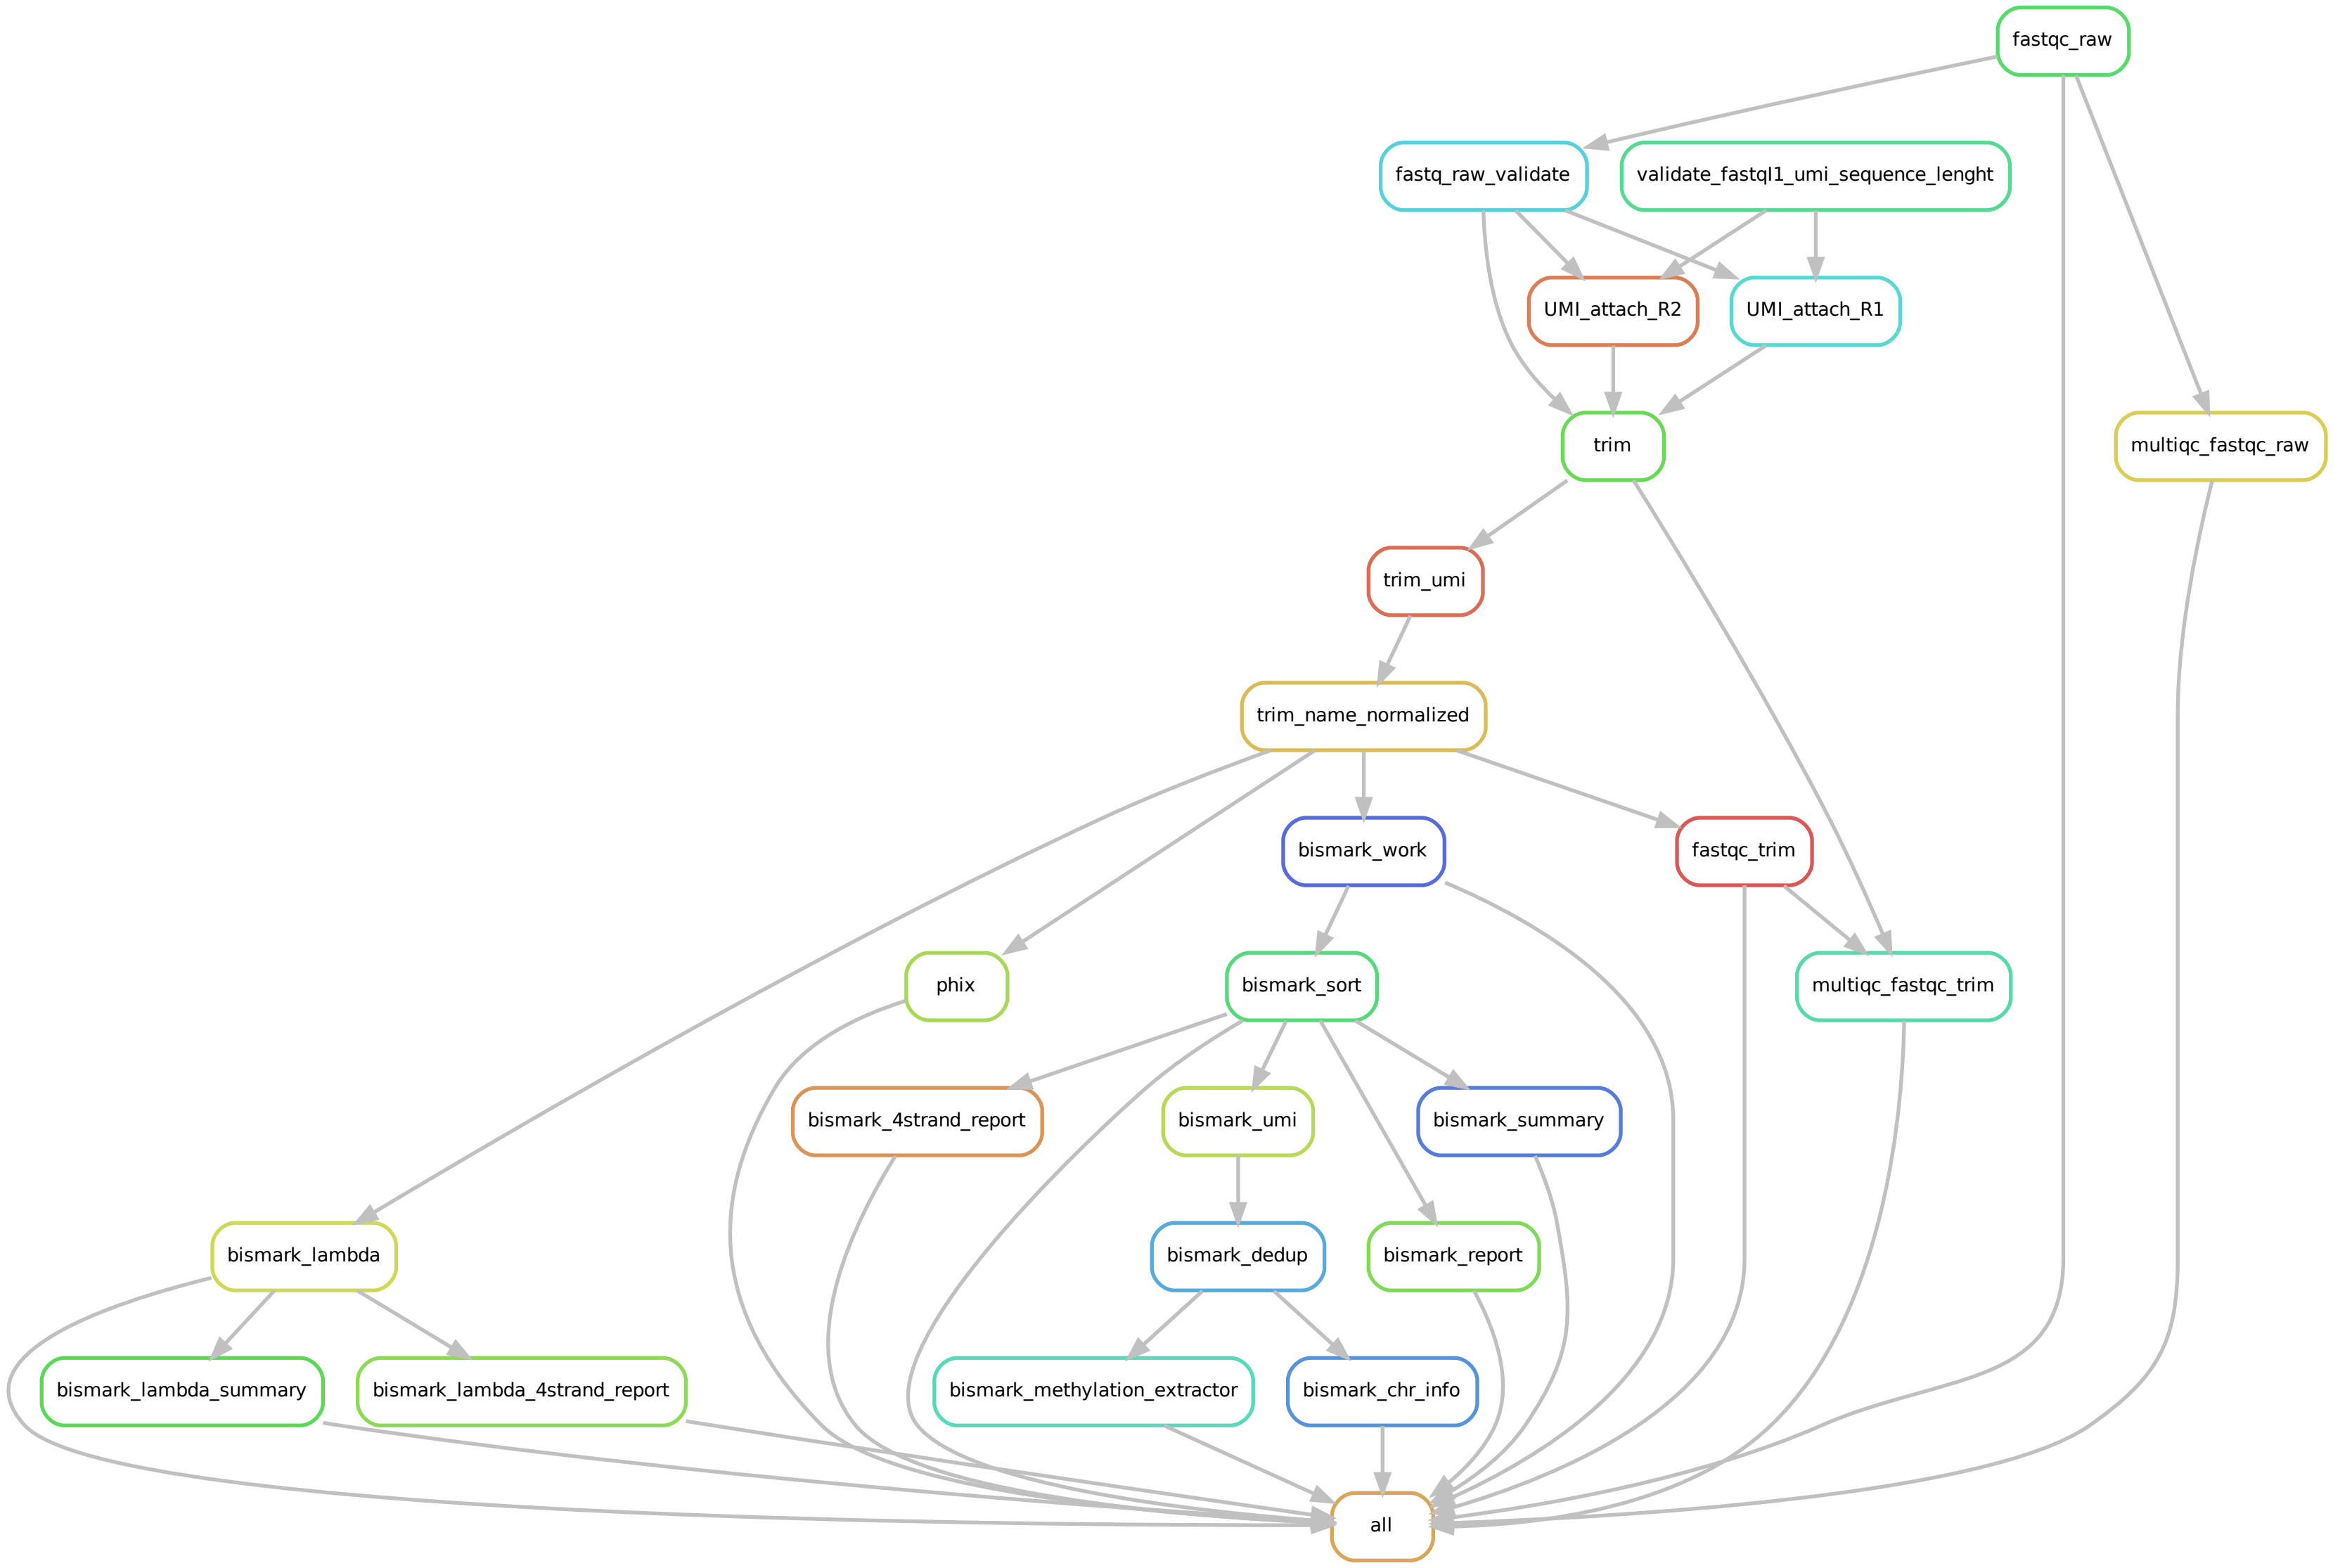 fastqc_raw
fastq_raw_validate
validate_fastqI1_umi_sequence_lenght
UMI_attach_R2
UMI_attach_R1
trim
multiqc_fastqc_raw
trim_umi
trim_name_normalized
bismark_work
fastqc_trim
phix
bismark_sort
multiqc_fastqc_trim
bismark_4strand_report
bismark_umi
bismark_summary
bismark_lambda
bismark_dedup
bismark_report
bismark_lambda_summary
bismark_lambda_4strand_report
bismark_methylation_extractor
bismark_chr_info
all